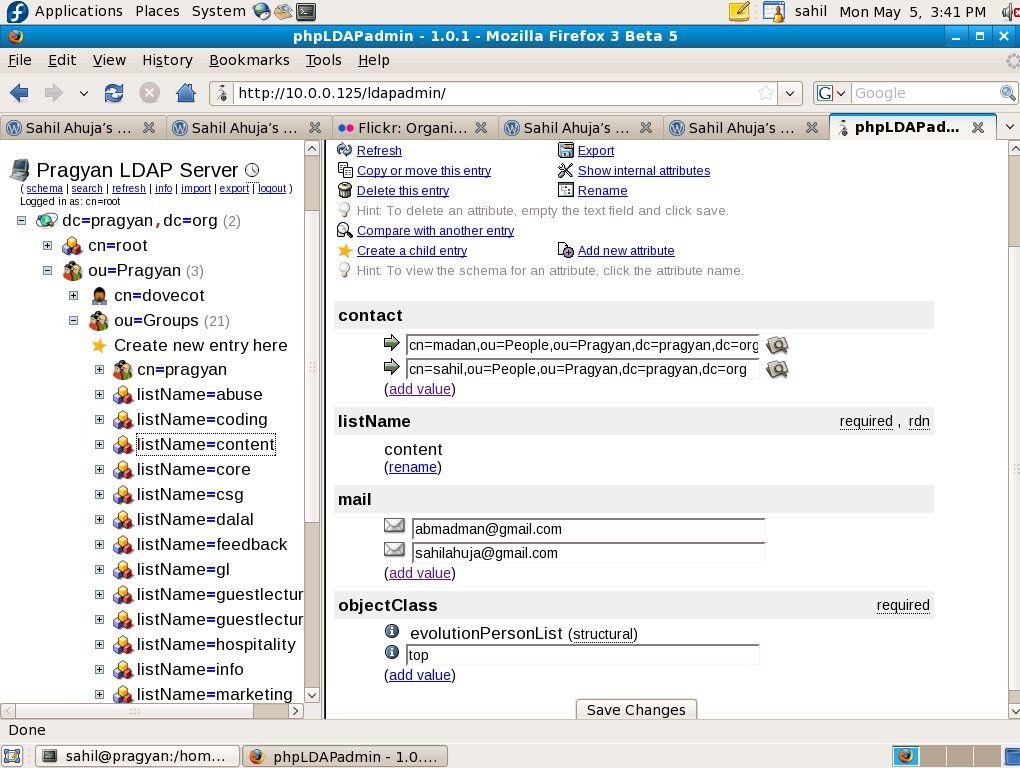 Applications Places System sahil Mon May 5, 3:41 PM
phpLDAPadmin - 1.0.1 - Mozilla Firefox 3 Beta 5
File Edit View History Bookmarks Tools Help
http://10.0.0.125/ldapadmin/ G Google
Sahil Ahuja's ... Sahil Ahuja's ... Flickr: Organi... Sahil Ahuja's ... Sahil Ahuja's ... phpLDAPad...
Pragyan LDAP Server
( schema | search | refresh | info | import | export | logout )
Logged in as: cn=root
dc=pragyan,dc=org (2)
cn=root
ou=Pragyan (3)
cn=dovecot
ou=Groups (21)
Create new entry here
cn=pragyan
listName=abuse
listName=coding
listName=content
listName=core
listName=csg
listName=dalal
listName=feedback
listName=gl
listName=guestlectur
listName=guestlectur
listName=hospitality
listName=info
listName=marketing
Refresh Export
Copy or move this entry Show internal attributes
Delete this entry Rename
Hint: To delete an attribute, empty the text field and click save.
Compare with another entry
Create a child entry Add new attribute
Hint: To view the schema for an attribute, click the attribute name.
contact
cn=madan,ou=People,ou=Pragyan,dc=pragyan,dc=org
cn=sahil,ou=People,ou=Pragyan,dc=pragyan,dc=org
(add value)
listName required , rdn
content
(rename)
mail
abmadman@gmail.com
sahilahuja@gmail.com
(add value)
objectClass required
evolutionPersonList (structural)
top
(add value)
Save Changes
Done
sahil@pragyan:/hom... phpLDAPadmin - 1.0....